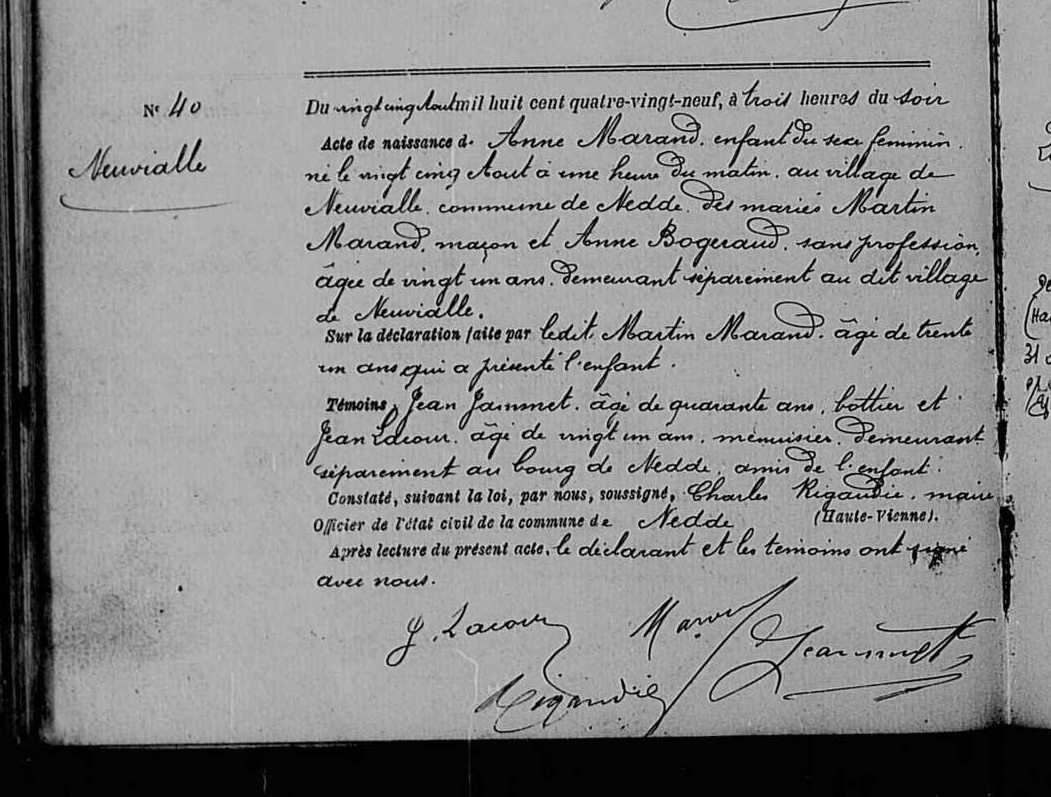 Nº 40
Neuvialle
Du vingt cinq Aout mil huit cent quatre-vingt-neuf, à trois heures du soir
Acte de naissance de Anne Marand. enfant du sexe féminin.
né le vingt cinq Aout à une heure du matin. au village de
Neuvialle. commune de Nedde. des mariés Martin
Marand. maçon et Anne Bogeraud. sans profession,
âgée de vingt un ans. demeurant séparement au dit village
de Neuvialle.
Sur la déclaration faite par ledit Martin Marand. âgé de trente
un ans qui a présenté l'enfant.
Témoins, Jean Jammet. âgé de quarante ans. bottier et
Jean Lacour. âgé de vingt un ans. menuisier. demeurant
séparement au bourg de Nedde. amis de l'enfant.
Constaté, suivant la loi, par nous, soussigné, Charles Rigaudie. maire
Officier de l'état civil de la commune de Nedde (Haute-Vienne).
Après lecture du présent acte, le déclarant et les témoins ont signé
avec nous.
J. Lacour
Rigaudie
31